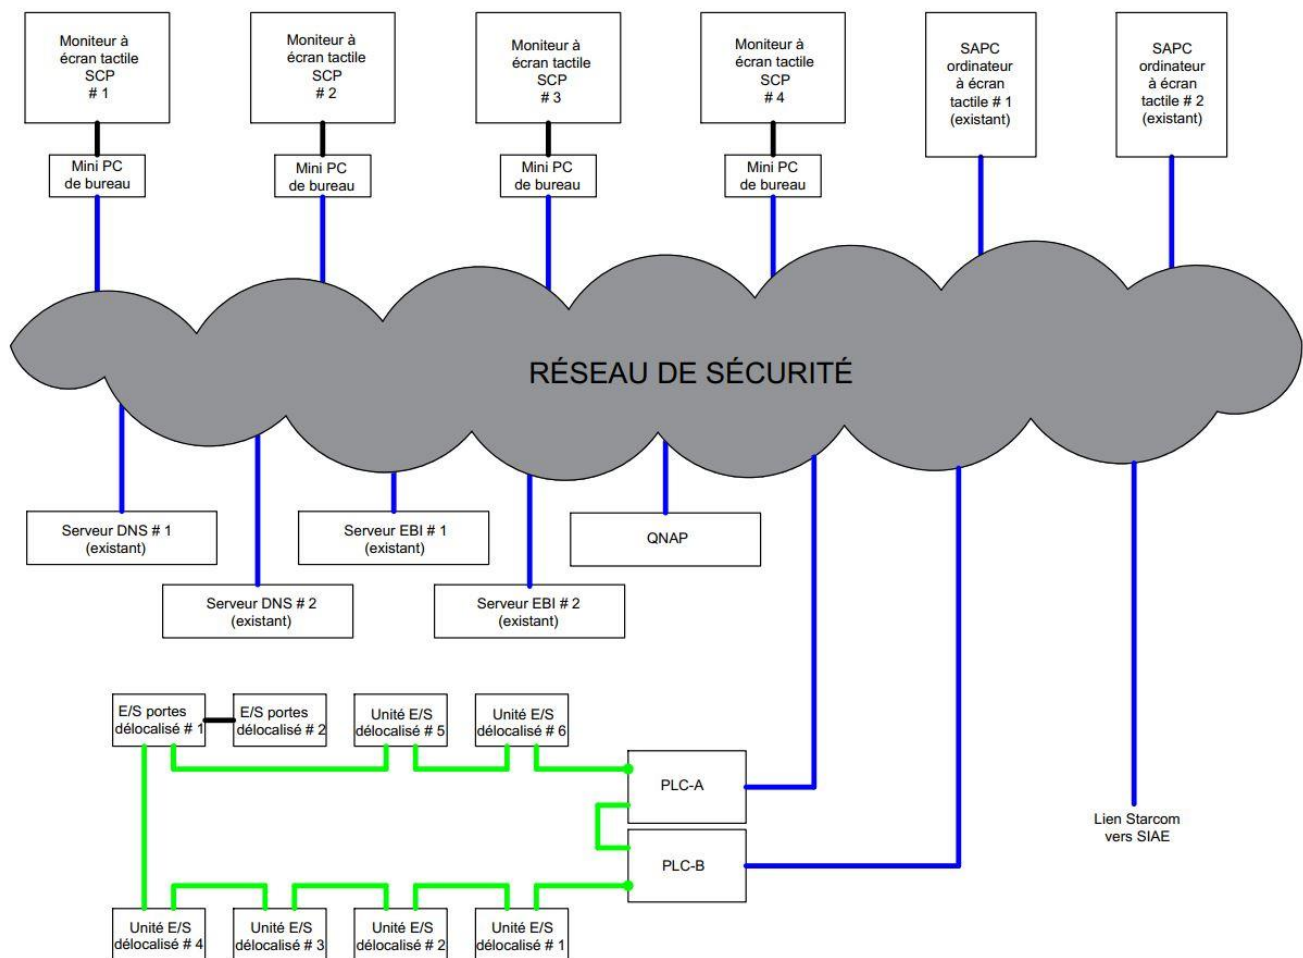 Moniteur à
écran tactile
SCP
# 1
Moniteur à
écran tactile
SCP
# 2
Moniteur à
écran tactile
SCP
# 3
Moniteur à
écran tactile
SCP
# 4
SAPC
ordinateur
à écran
tactile # 1
(existant)
SAPC
ordinateur
à écran
tactile # 2
(existant)
Mini PC
de bureau
Mini PC
de bureau
Mini PC
de bureau
Mini PC
de bureau
RÉSEAU DE SÉCURITÉ
Serveur DNS # 1
(existant)
Serveur EBI # 1
(existant)
QNAP
Serveur DNS # 2
(existant)
Serveur EBI # 2
(existant)
E/S portes
délocalisé # 1
E/S portes
délocalisé # 2
Unité E/S
délocalisé # 5
Unité E/S
délocalisé # 6
PLC-A
PLC-B
Lien Starcom
vers SIAE
Unité E/S
délocalisé # 4
Unité E/S
délocalisé # 3
Unité E/S
délocalisé # 2
Unité E/S
délocalisé # 1